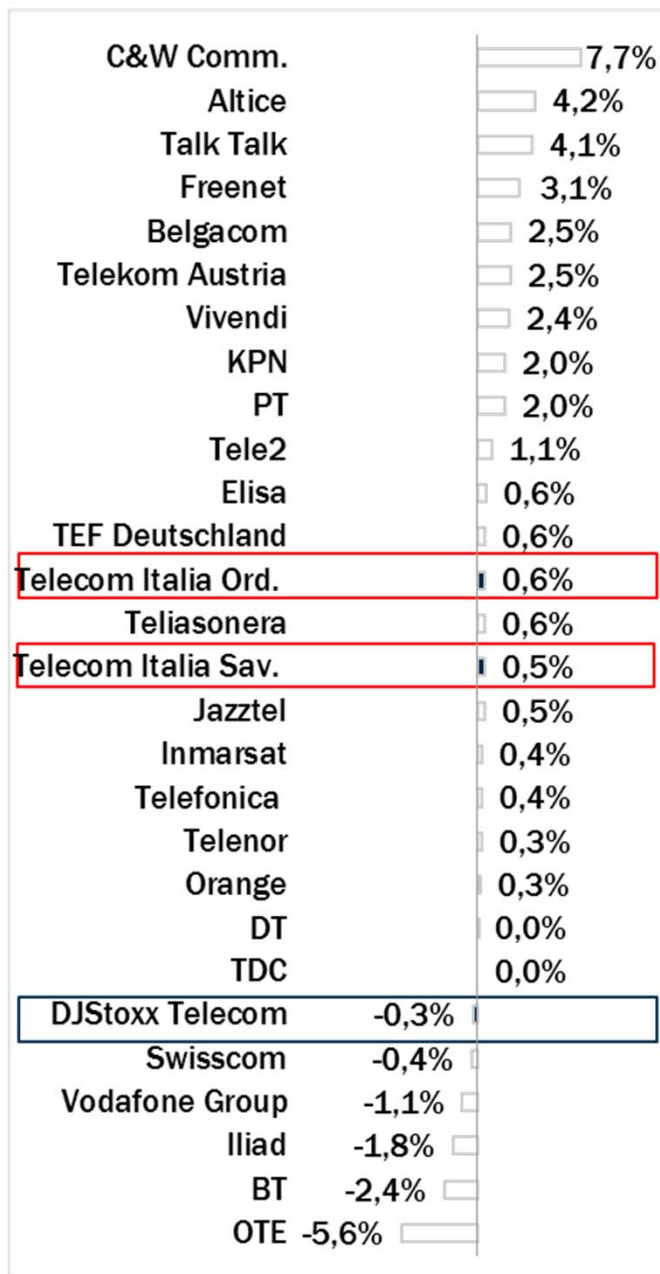 C&W Comm. 7,7%
Altice 4,2%
Talk Talk 4,1%
Freenet 3,1%
Belgacom 2,5%
Telekom Austria 2,5%
Vivendi 2,4%
KPN 2,0%
PT 2,0%
Tele2 1,1%
Elisa 0,6%
TEF Deutschland 0,6%
Telecom Italia Ord. 0,6%
Teliasonera 0,6%
Telecom Italia Sav. 0,5%
Jazztel 0,5%
Inmarsat 0,4%
Telefonica 0,4%
Telenor 0,3%
Orange 0,3%
DT 0,0%
TDC 0,0%
DJStoxx Telecom -0,3%
Swisscom -0,4%
Vodafone Group -1,1%
Iliad -1,8%
BT -2,4%
OTE -5,6%